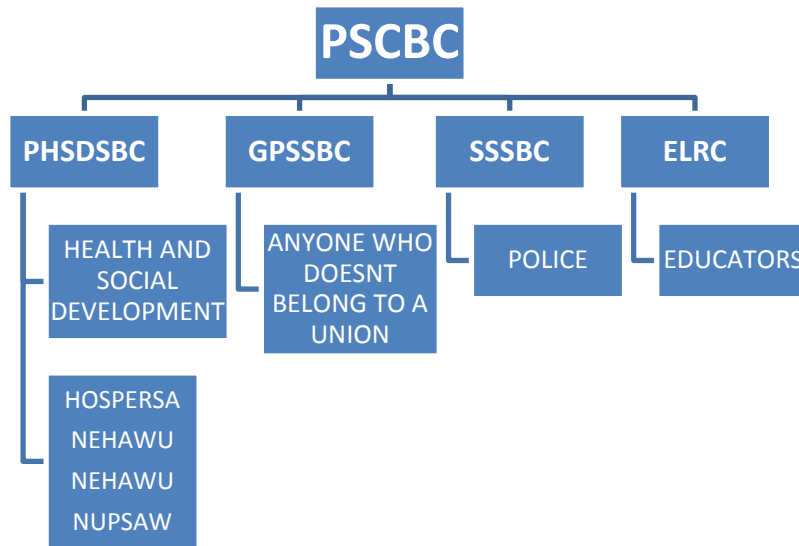 PSCBC
PHSDSBC
GPSSBC
SSSBC
ELRC
HEALTH AND
SOCIAL
DEVELOPMENT
ANYONE WHO
DOESNT
BELONG TO A
UNION
POLICE
EDUCATORS
HOSPERSA
NEHAWU
NEHAWU
NUPSAW